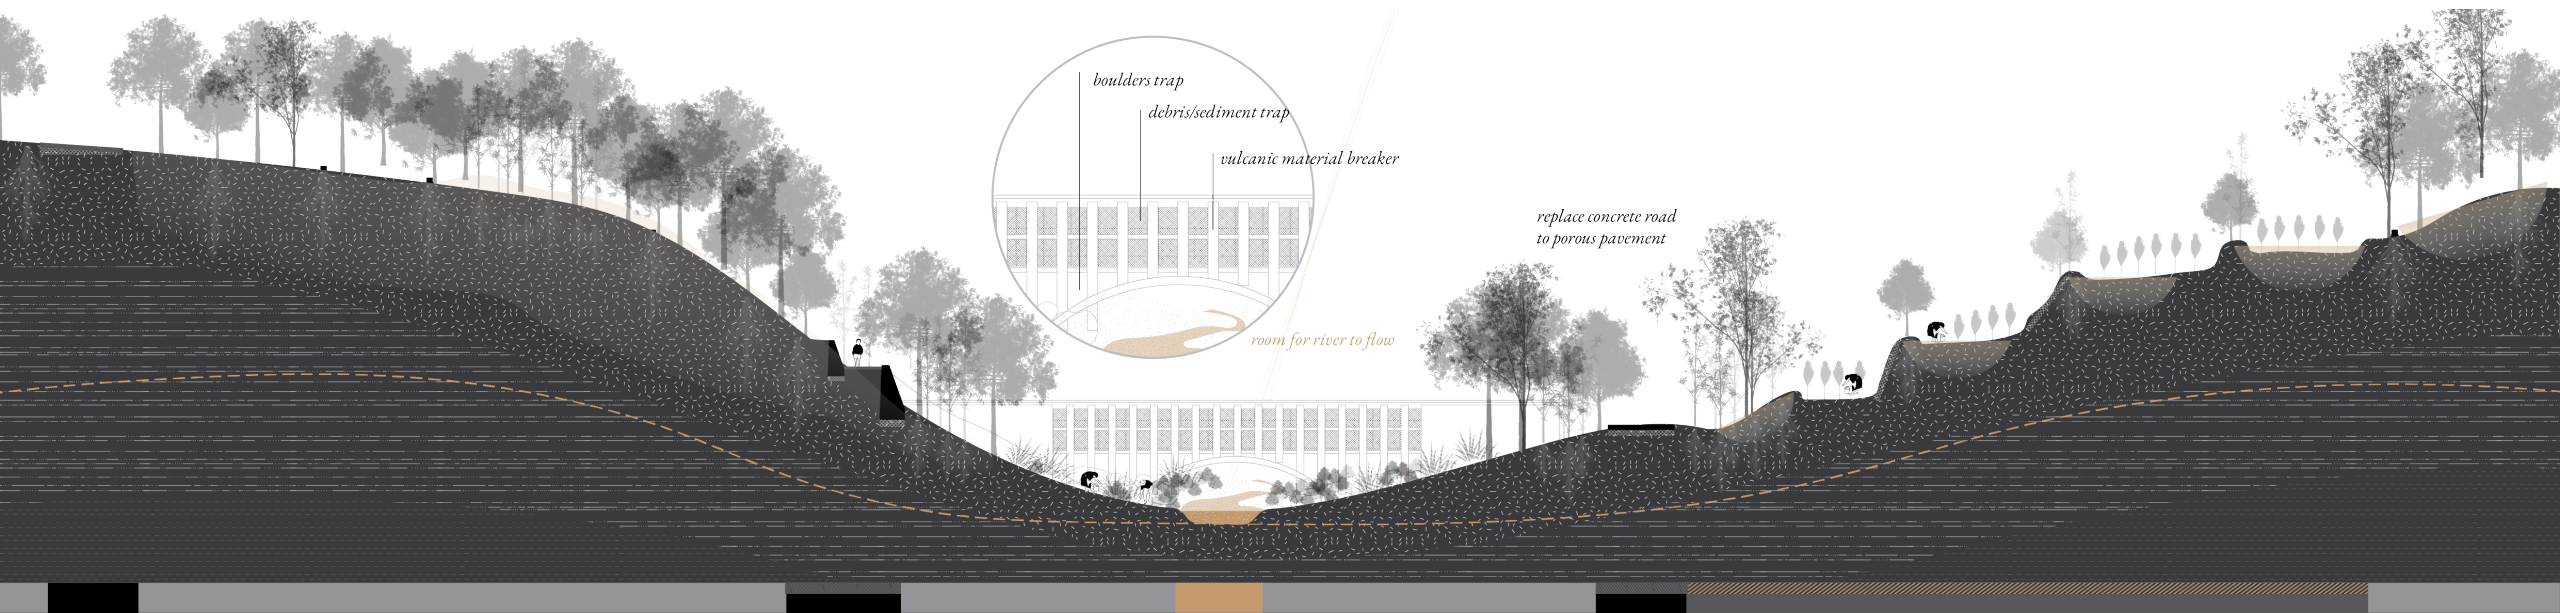 boulders trap
debris/sediment trap
vulcanic material breaker
replace concrete road
to porous pavement
room for river to flow